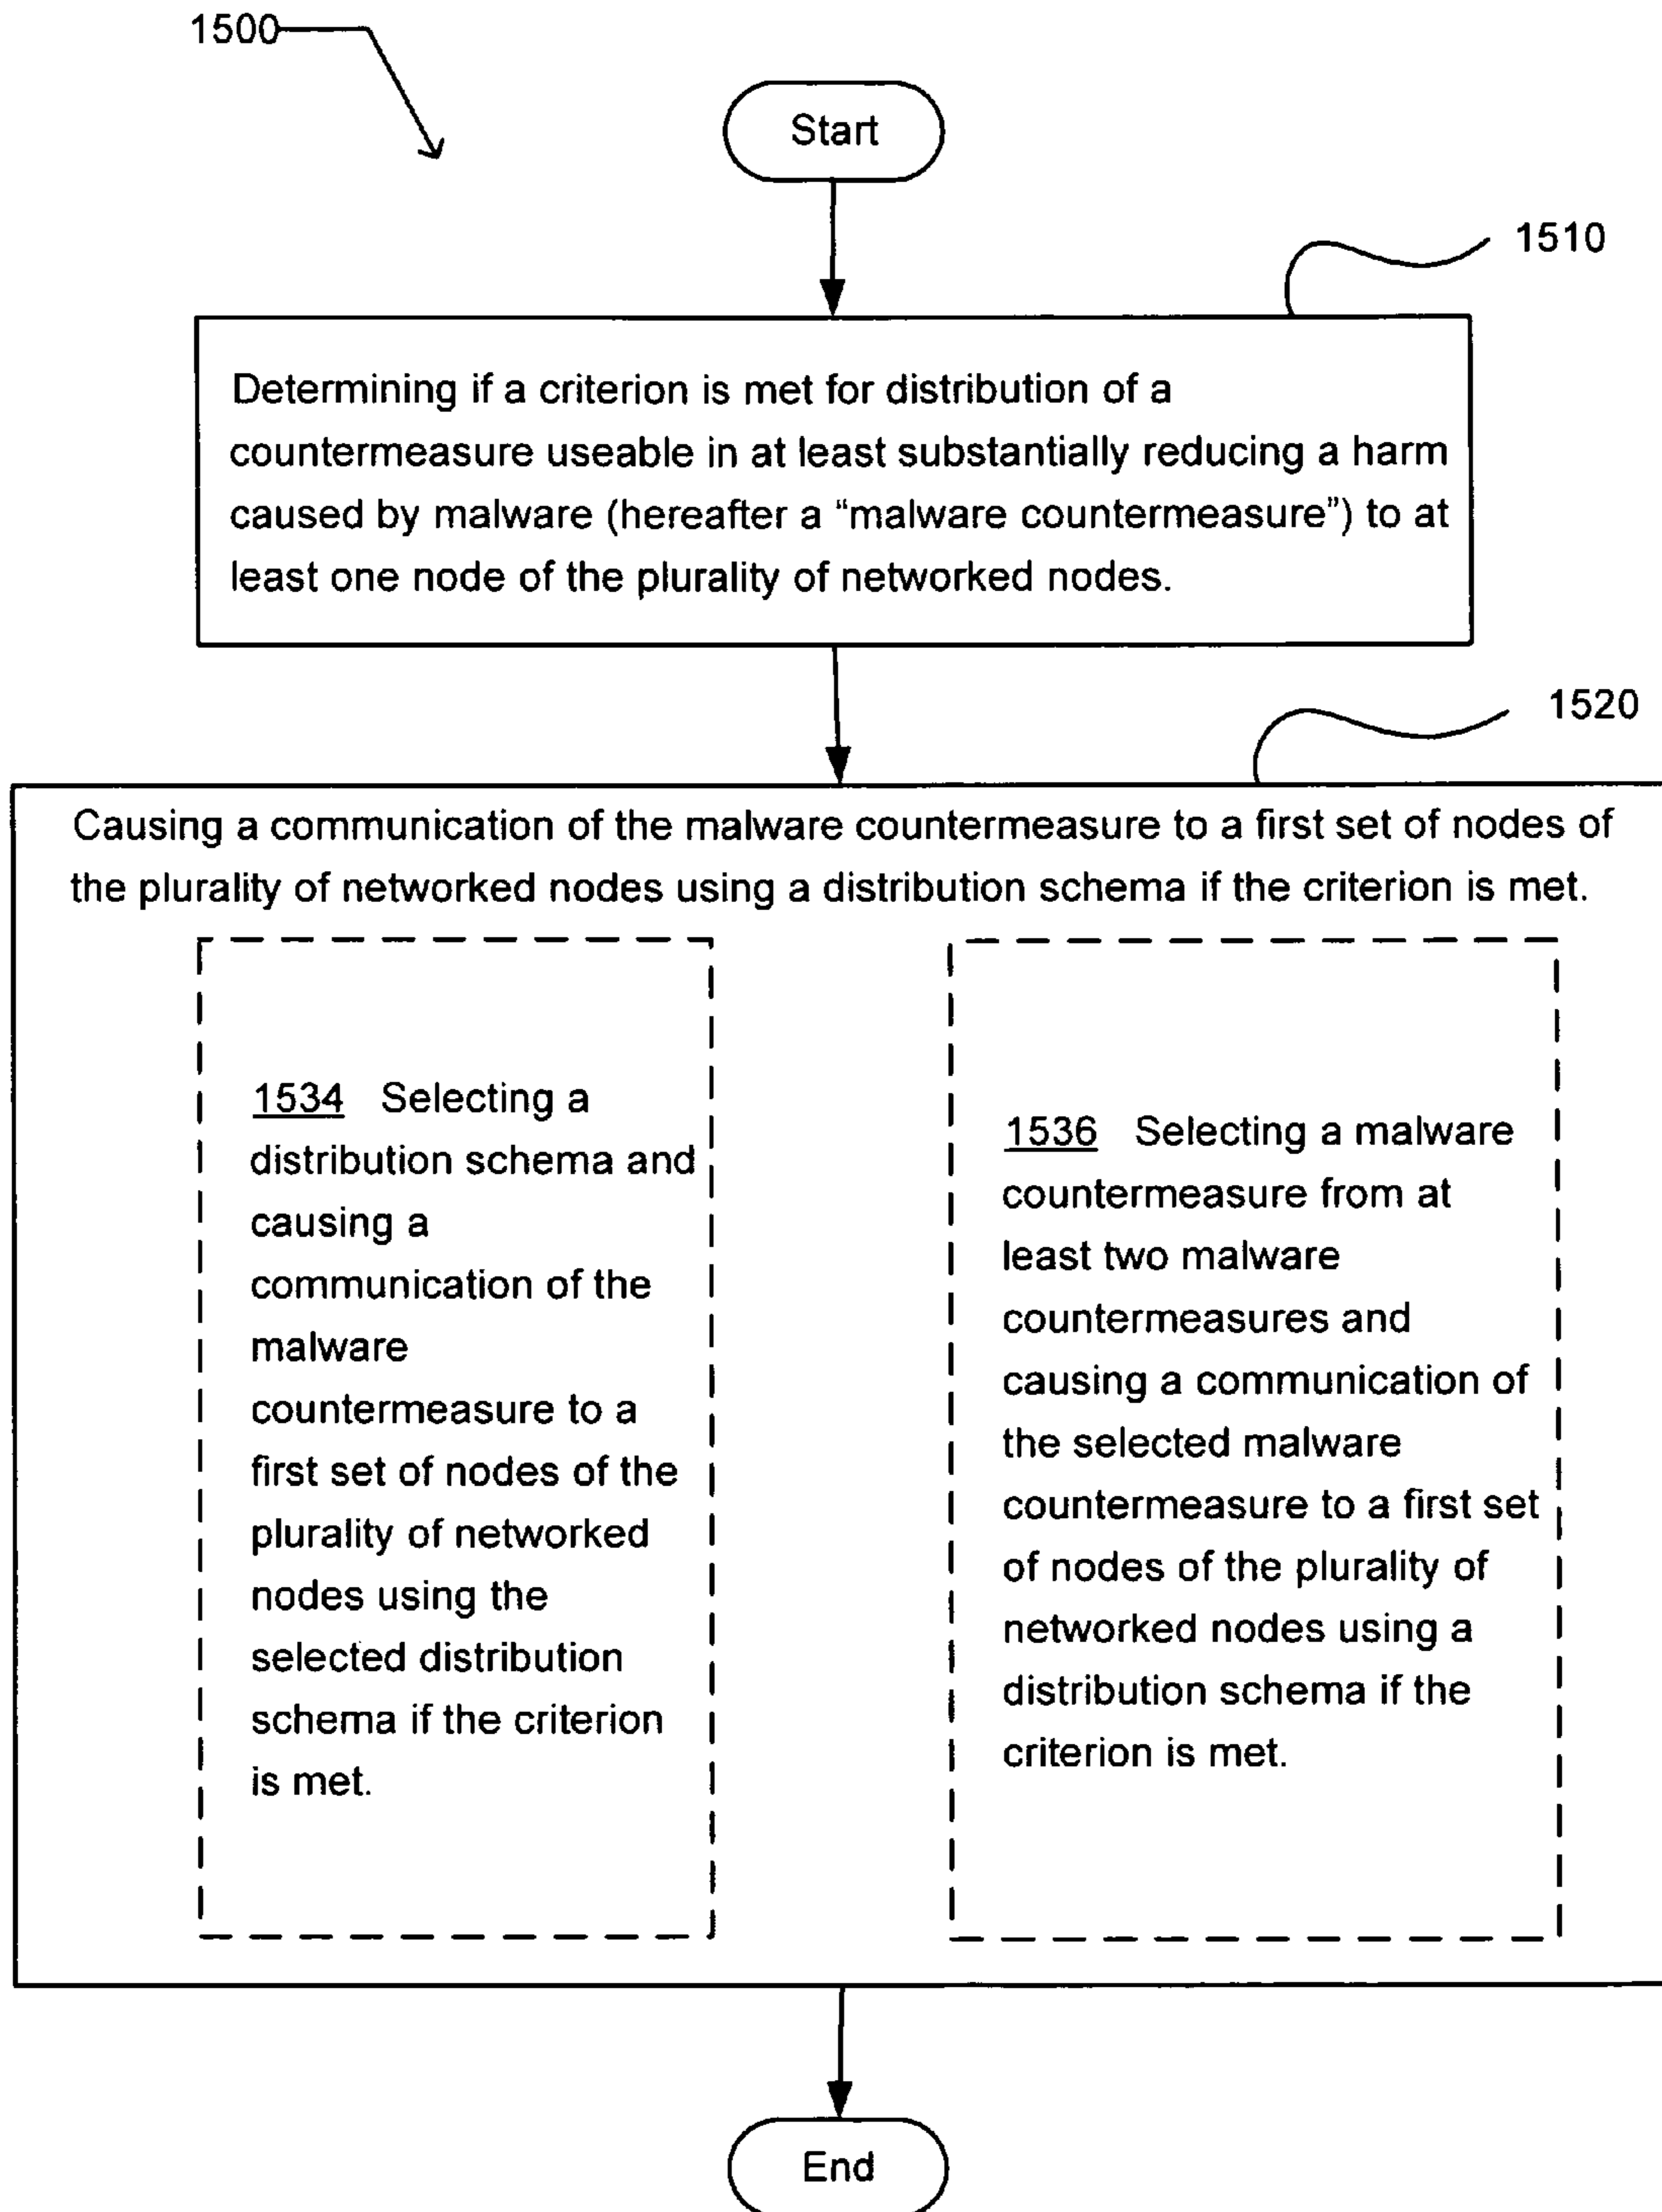 1500
Start
1510
Determining if a criterion is met for distribution of a
countermeasure useable in at least substantially reducing a harm
caused by malware (hereafter a “malware countermeasure”) to at
least one node of the plurality of networked nodes.
1520
Causing a communication of the malware countermeasure to a first set of nodes of
the plurality of networked nodes using a distribution schema if the criterion is met.
1534 Selecting a
distribution schema and
causing a
communication of the
malware
countermeasure to a
first set of nodes of the
plurality of networked
nodes using the
selected distribution
schema if the criterion
is met.
1536 Selecting a malware
countermeasure from at
least two malware
countermeasures and
causing a communication of
the selected malware
countermeasure to a first set
of nodes of the plurality of
networked nodes using a
distribution schema if the
criterion is met.
End